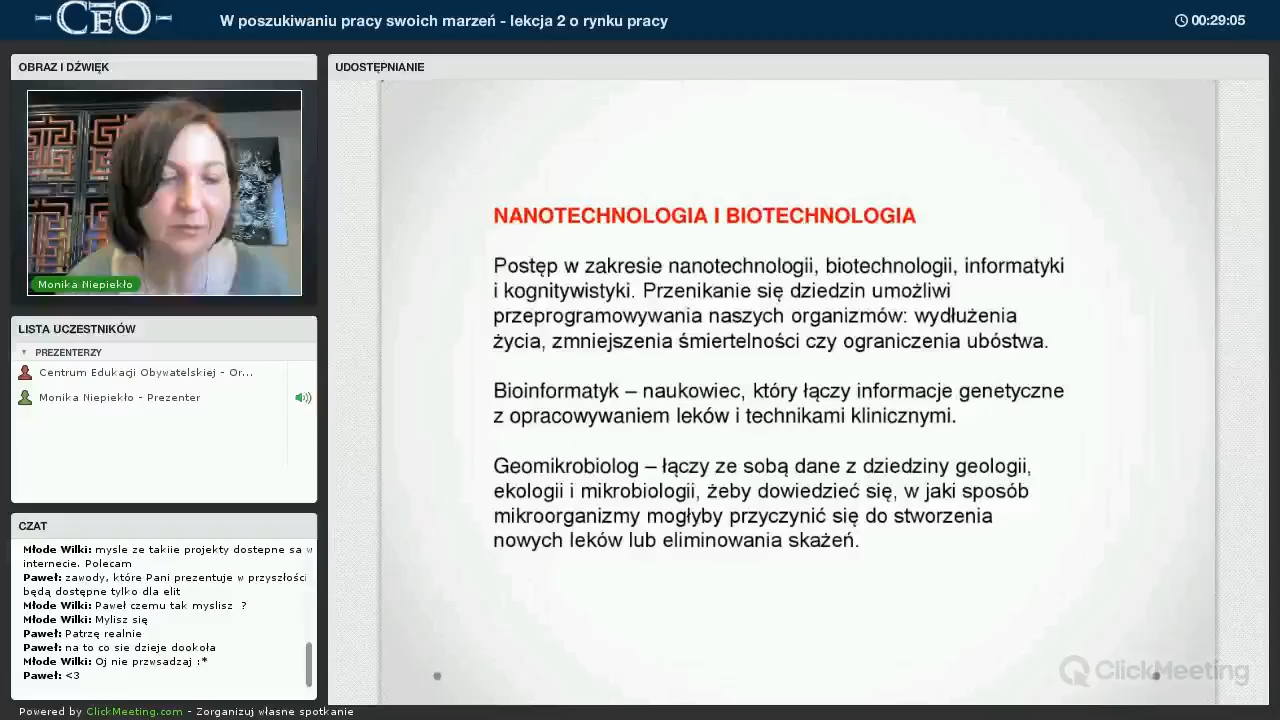 CEO
W poszukiwaniu pracy swoich marzeń - lekcja 2 o rynku pracy
00:29:05
OBRAZ I DŹWIĘK
Monika Niepiekło
LISTA UCZESTNIKÓW
PREZENTERZY
Centrum Edukacji Obywatelskiej - Or...
Monika Niepiekło - Prezenter
CZAT
Młode Wilki: mysle ze takiie projekty dostepne sa w
internecie. Polecam
Paweł: zawody, które Pani prezentuje w przyszłości
będą dostępne tylko dla elit
Młode Wilki: Paweł czemu tak myslisz ?
Młode Wilki: Mylisz się
Paweł: Patrzę realnie
Paweł: na to co sie dzieje dookoła
Młode Wilki: Oj nie przwsadzaj :*
Paweł: <3
UDOSTĘPNIANIE
NANOTECHNOLOGIA I BIOTECHNOLOGIA
Postęp w zakresie nanotechnologii, biotechnologii, informatyki
i kognitywistyki. Przenikanie się dziedzin umożliwi
przeprogramowywania naszych organizmów: wydłużenia
życia, zmniejszenia śmiertelności czy ograniczenia ubóstwa.
Bioinformatyk – naukowiec, który łączy informacje genetyczne
z opracowywaniem leków i technikami klinicznymi.
Geomikrobiolog – łączy ze sobą dane z dziedziny geologii,
ekologii i mikrobiologii, żeby dowiedzieć się, w jaki sposób
mikroorganizmy mogłyby przyczynić się do stworzenia
nowych leków lub eliminowania skażeń.
ClickMeeting
Powered by ClickMeeting.com - Zorganizuj własne spotkanie